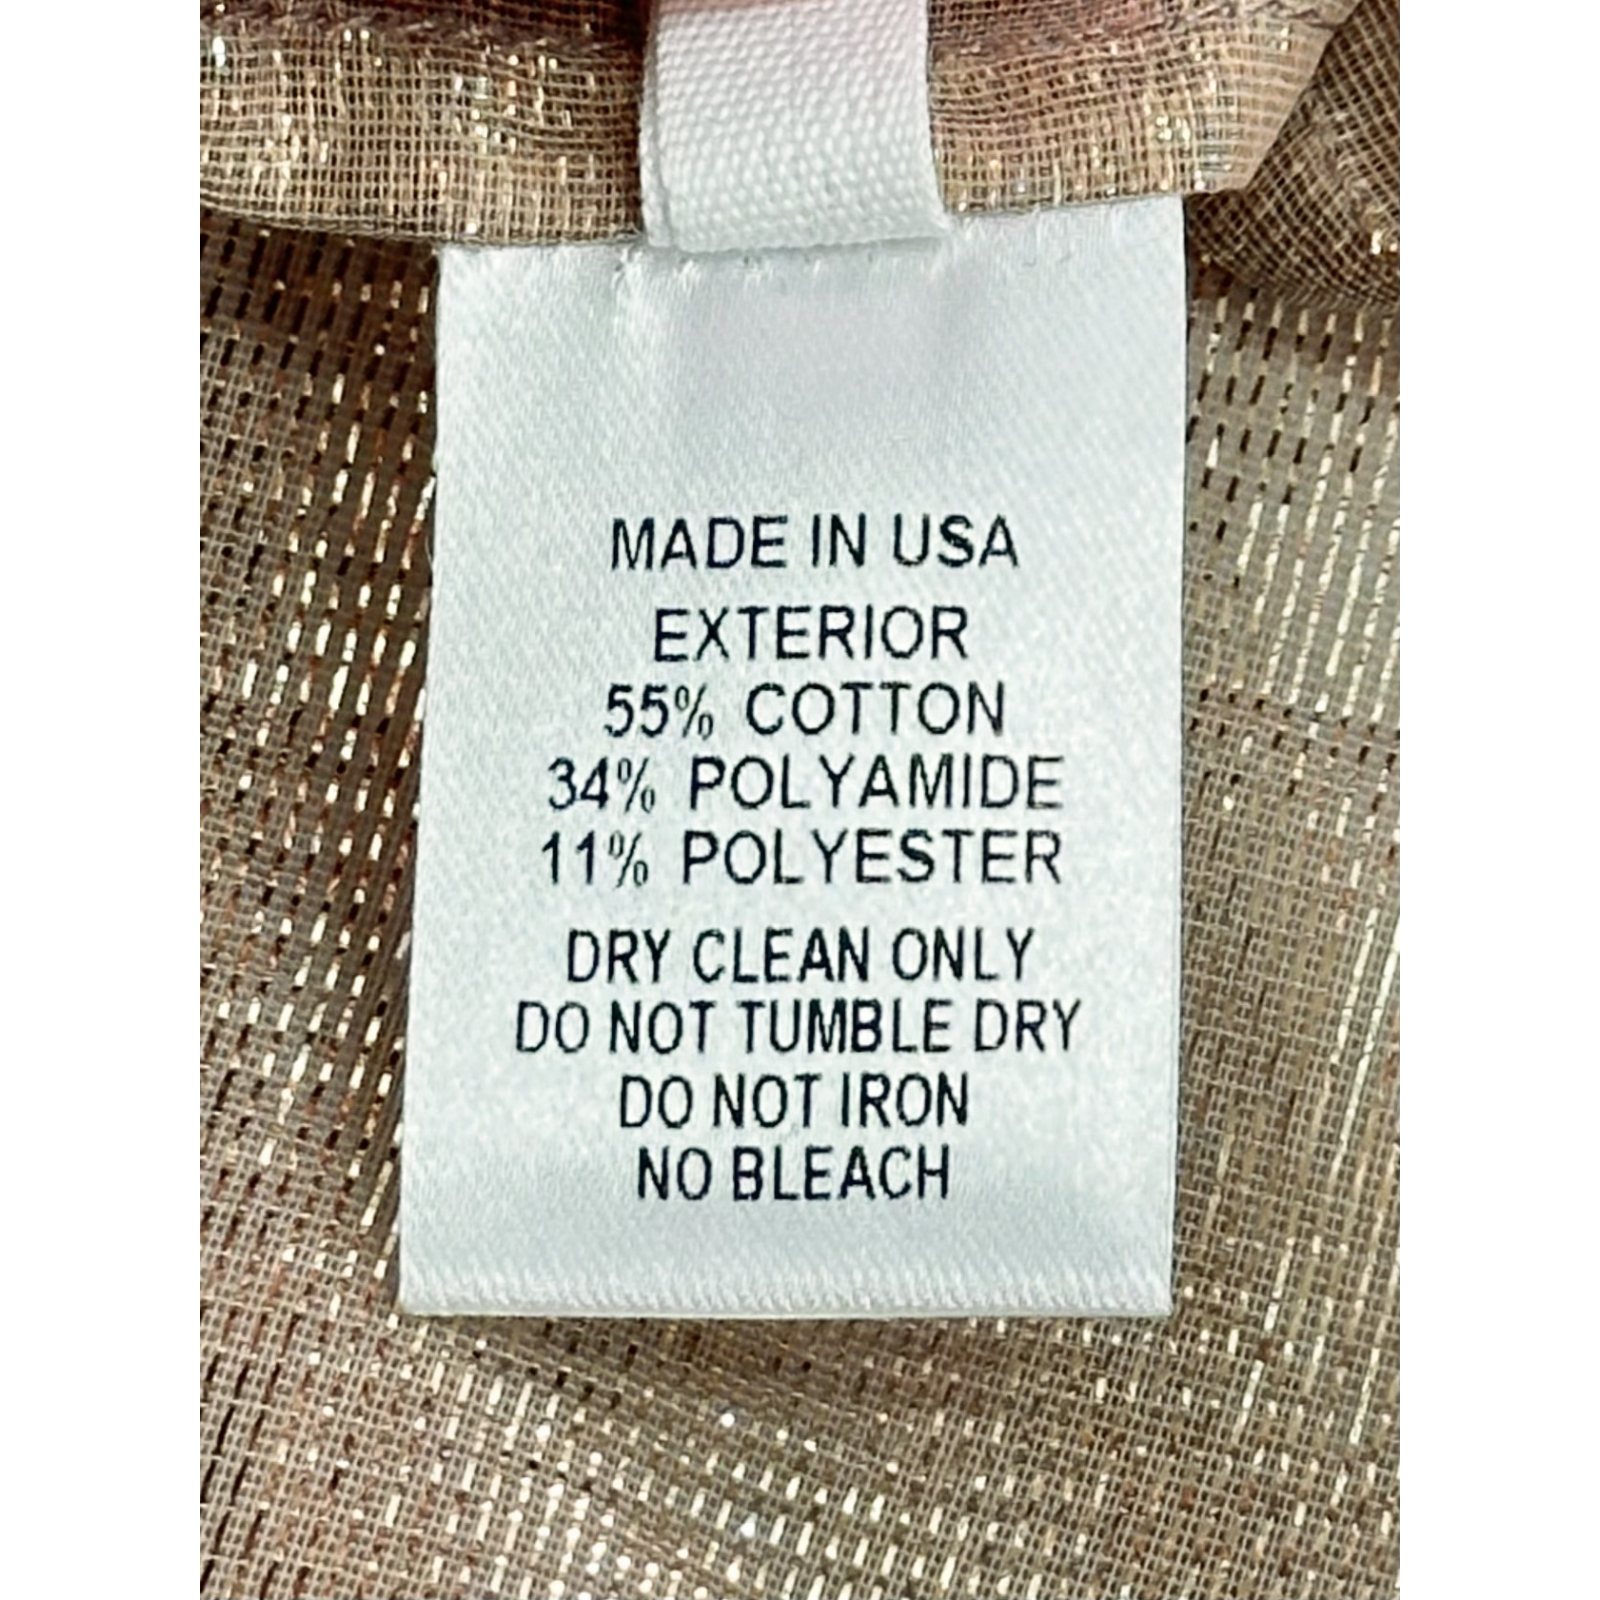 MADE IN USA
EXTERIOR
55% COTTON
34% POLYAMIDE
11% POLYESTER
DRY CLEAN ONLY
DO NOT TUMBLE DRY
DO NOT IRON
NO BLEACH